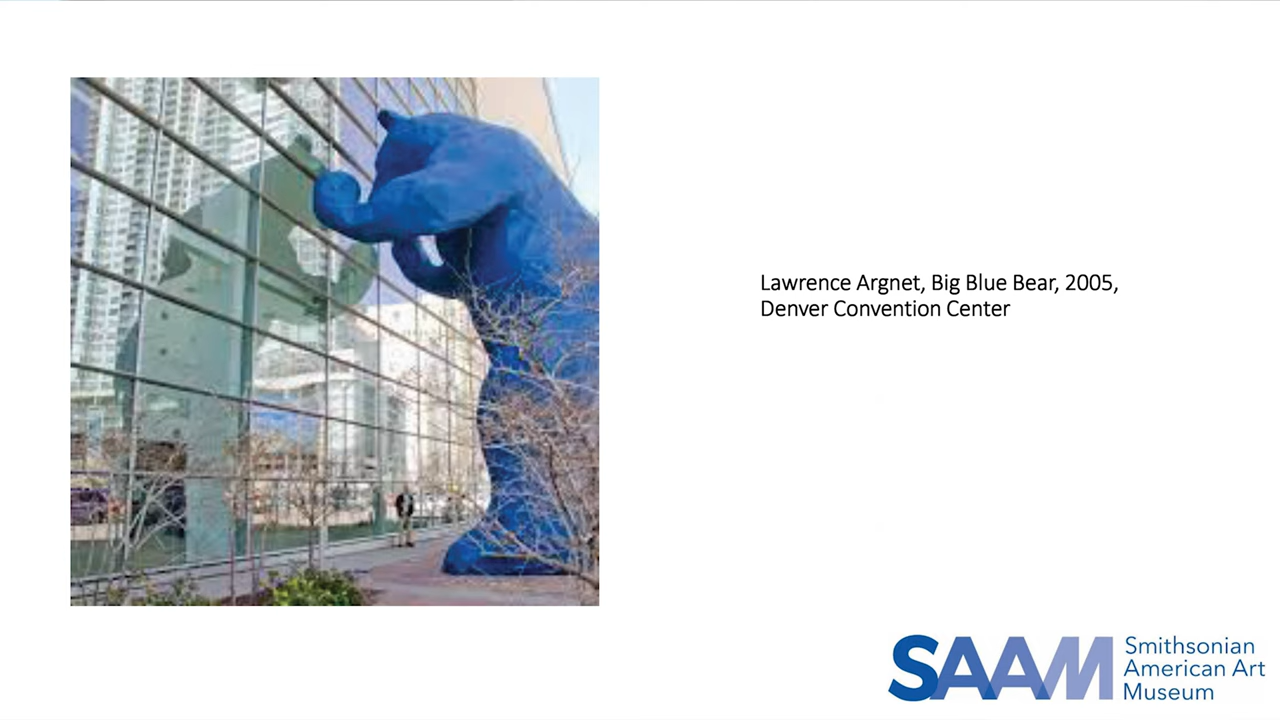 Lawrence Argnet, Big Blue Bear, 2005,
Denver Convention Center
SAAM
Smithsonian
American Art
Museum